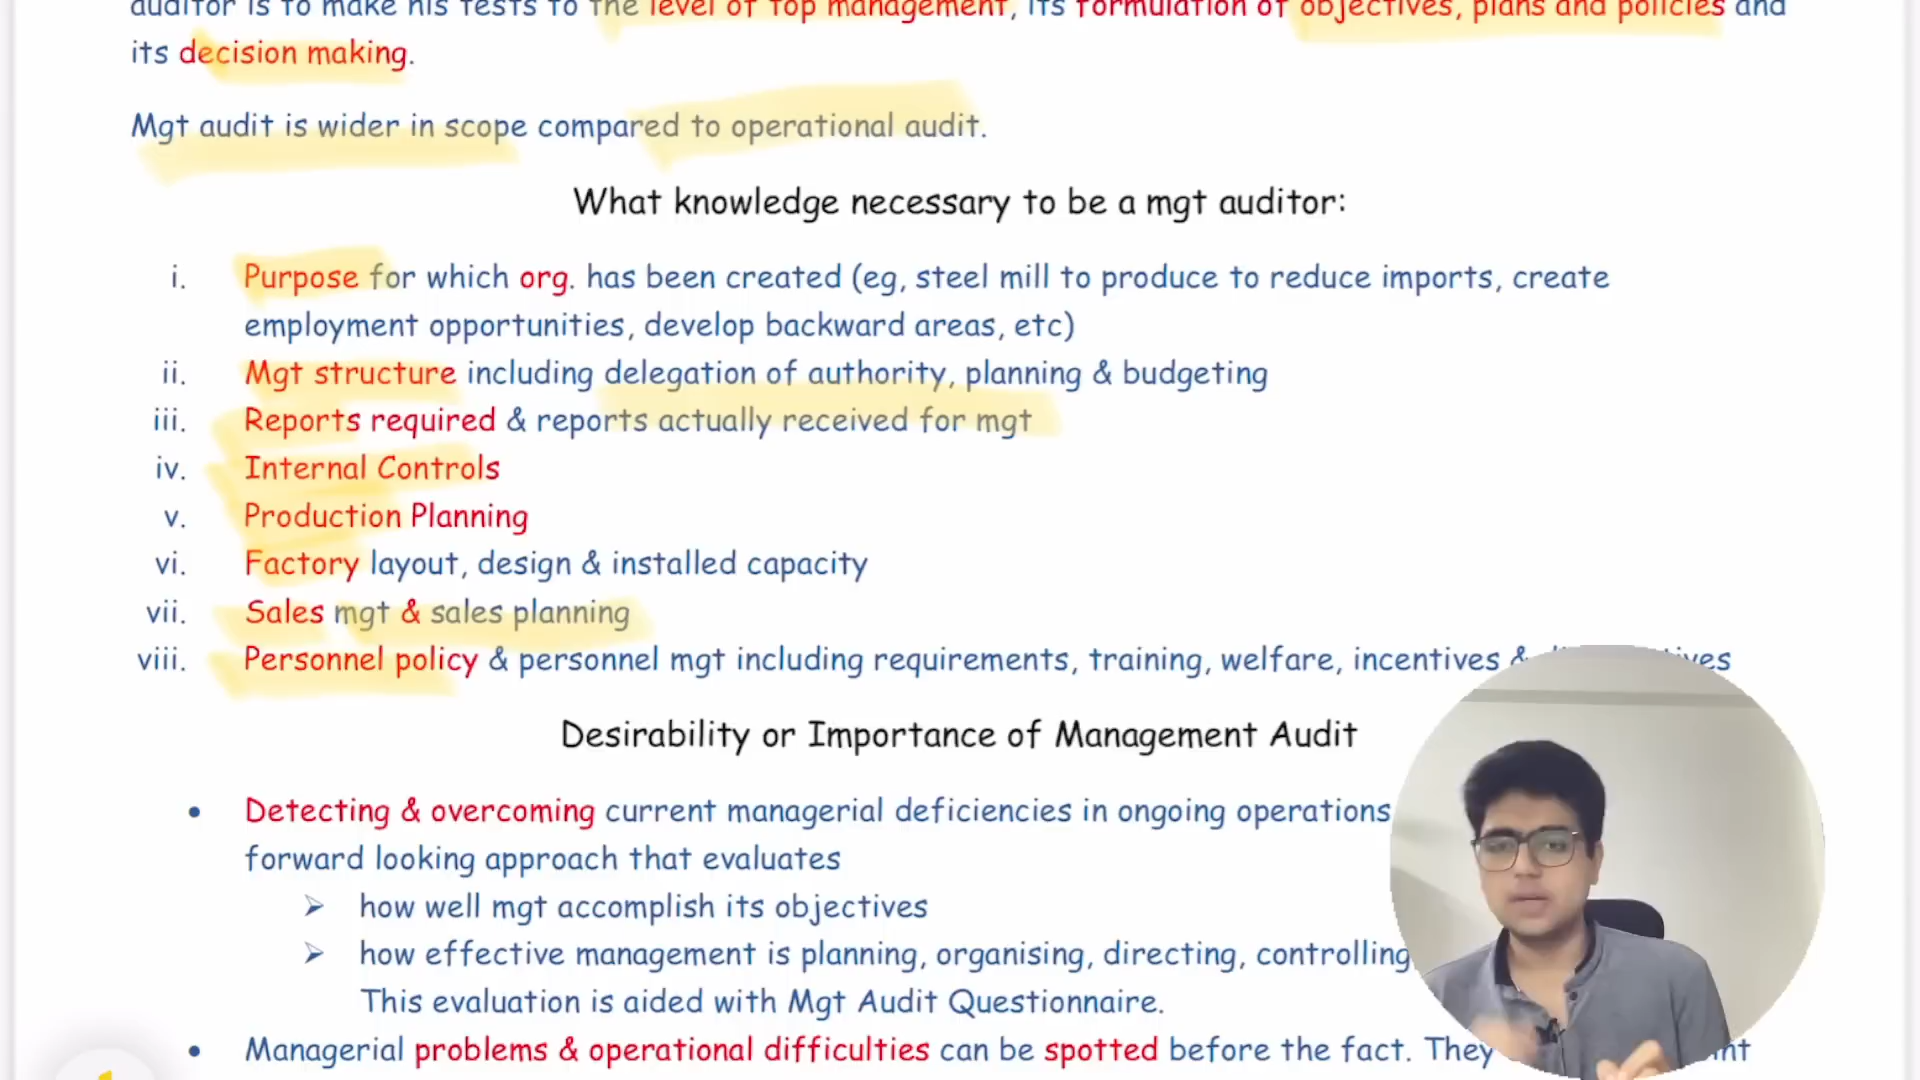 auditor is to make his tests to the level of top management, its formulation of objectives, plans and policies and
its decision making.
Mgt audit is wider in scope compared to operational audit.
What knowledge necessary to be a mgt auditor:
i. Purpose for which org. has been created (eg, steel mill to produce to reduce imports, create
employment opportunities, develop backward areas, etc)
ii. Mgt structure including delegation of authority, planning & budgeting
iii. Reports required & reports actually received for mgt
iv. Internal Controls
v. Production Planning
vi. Factory layout, design & installed capacity
vii. Sales mgt & sales planning
viii. Personnel policy & personnel mgt including requirements, training, welfare, incentives &
Desirability or Importance of Management Audit
• Detecting & overcoming current managerial deficiencies in ongoing operations
forward looking approach that evaluates
➢ how well mgt accomplish its objectives
➢ how effective management is planning, organising, directing, controlling
This evaluation is aided with Mgt Audit Questionnaire.
• Managerial problems & operational difficulties can be spotted before the fact. They